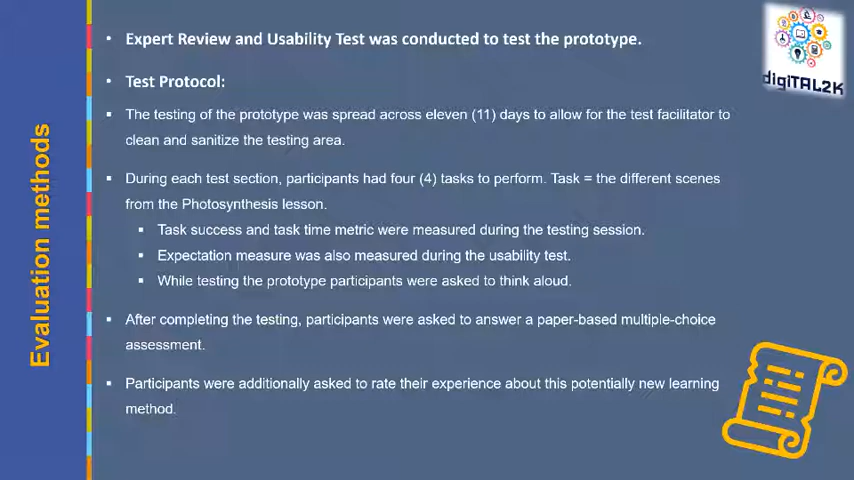 Evaluation methods
Expert Review and Usability Test was conducted to test the prototype.
Test Protocol:
The testing of the prototype was spread across eleven (11) days to allow for the test facilitator to
clean and sanitize the testing area.
During each test section, participants had four (4) tasks to perform. Task = the different scenes
from the Photosynthesis lesson.
Task success and task time metric were measured during the testing session.
Expectation measure was also measured during the usability test.
While testing the prototype participants were asked to think aloud.
After completing the testing, participants were asked to answer a paper-based multiple-choice
assessment.
Participants were additionally asked to rate their experience about this potentially new learning
method.
digiTAL2K